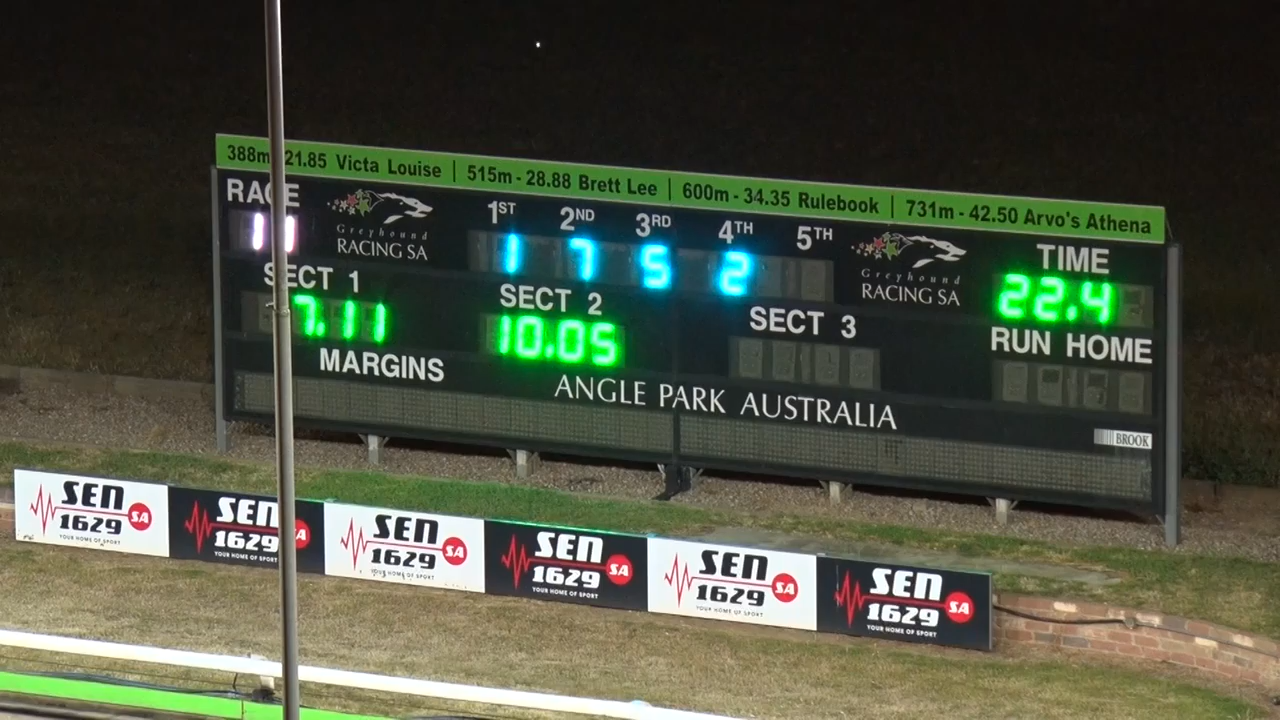 388m 21.85 Victa Louise | 515m - 28.88 Brett Lee | 600m - 34.35 Rulebook | 731m - 42.50 Arvo's Athena
RACE
11
Greyhound
RACING SA
1ST 2ND 3RD 4TH 5TH
1 7 5 2
Greyhound
RACING SA
TIME
22.4
SECT 1
7.11
SECT 2
10.05
SECT 3
RUN HOME
MARGINS
ANGLE PARK AUSTRALIA
BROOK
SEN
1629 SA
YOUR HOME OF SPORT
SEN
1629
YOUR HOME OF SPORT
SEN
1629 SA
YOUR HOME OF SPORT
SEN
1629 SA
YOUR HOME OF SPORT
SEN
1629 SA
YOUR HOME OF SPORT
SEN
1629 SA
YOUR HOME OF SPORT